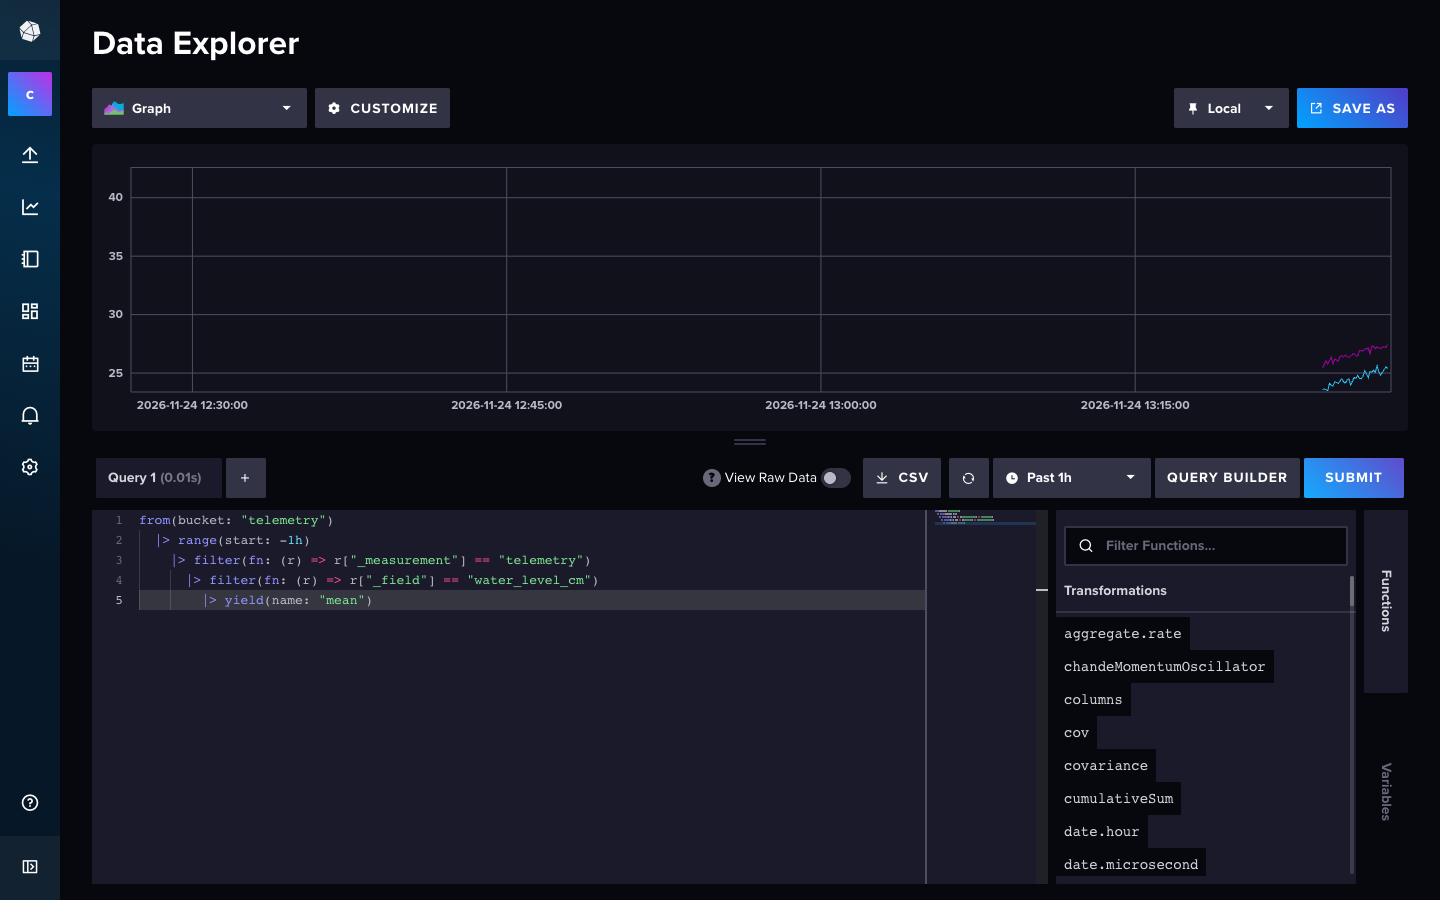 Data Explorer
C
Graph
CUSTOMIZE
Local
SAVE AS
40
35
30
25
2026-11-24 12:30:00
2026-11-24 12:45:00
2026-11-24 13:00:00
2026-11-24 13:15:00
Query 1 (0.01s)
+
? View Raw Data
CSV
Past 1h
QUERY BUILDER
SUBMIT
1 from(bucket: "telemetry")
2 |> range(start: -1h)
3 |> filter(fn: (r) => r["_measurement"] == "telemetry")
4 |> filter(fn: (r) => r["_field"] == "water_level_cm")
5 |> yield(name: "mean")
Filter Functions...
Transformations
aggregate.rate
chandeMomentumOscillator
columns
cov
covariance
cumulativeSum
date.hour
date.microsecond
Functions
Variables